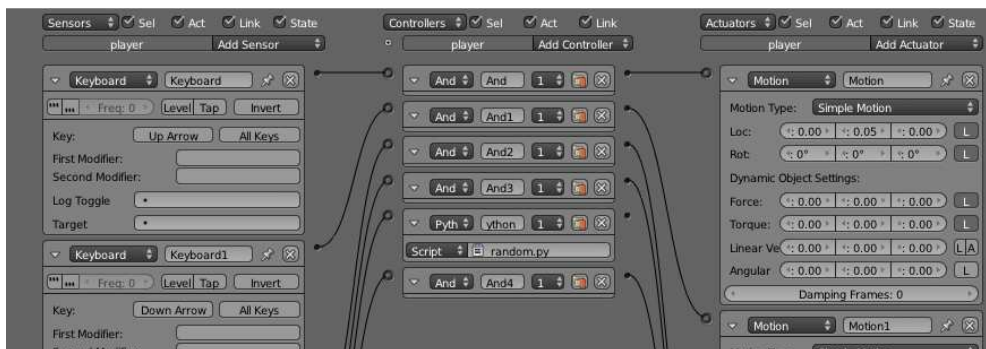 Sensors Sel Act Link State
player Add Sensor
Keyboard Keyboard
Freq: 0 Level Tap Invert
Key: Up Arrow All Keys
First Modifier:
Second Modifier:
Log Toggle
Target
Keyboard Keyboard1
Freq: 0 Level Tap Invert
Key: Down Arrow All Keys
First Modifier:
Controllers Sel Act Link
player Add Controller
And And 1
And And1 1
And And2 1
And And3 1
Pyth ython 1
Script random.py
And And4 1
Actuators Sel Act Link State
player Add Actuator
Motion Motion
Motion Type: Simple Motion
Loc: : 0.00 : 0.05 : 0.00 L
Rot: : 0° : 0° : 0° L
Dynamic Object Settings:
Force: : 0.00 : 0.00 : 0.00 L
Torque: : 0.00 : 0.00 : 0.00 L
Linear Ve : 0.00 : 0.00 : 0.00 L A
Angular : 0.00 : 0.00 : 0.00 L
Damping Frames: 0
Motion Motion1